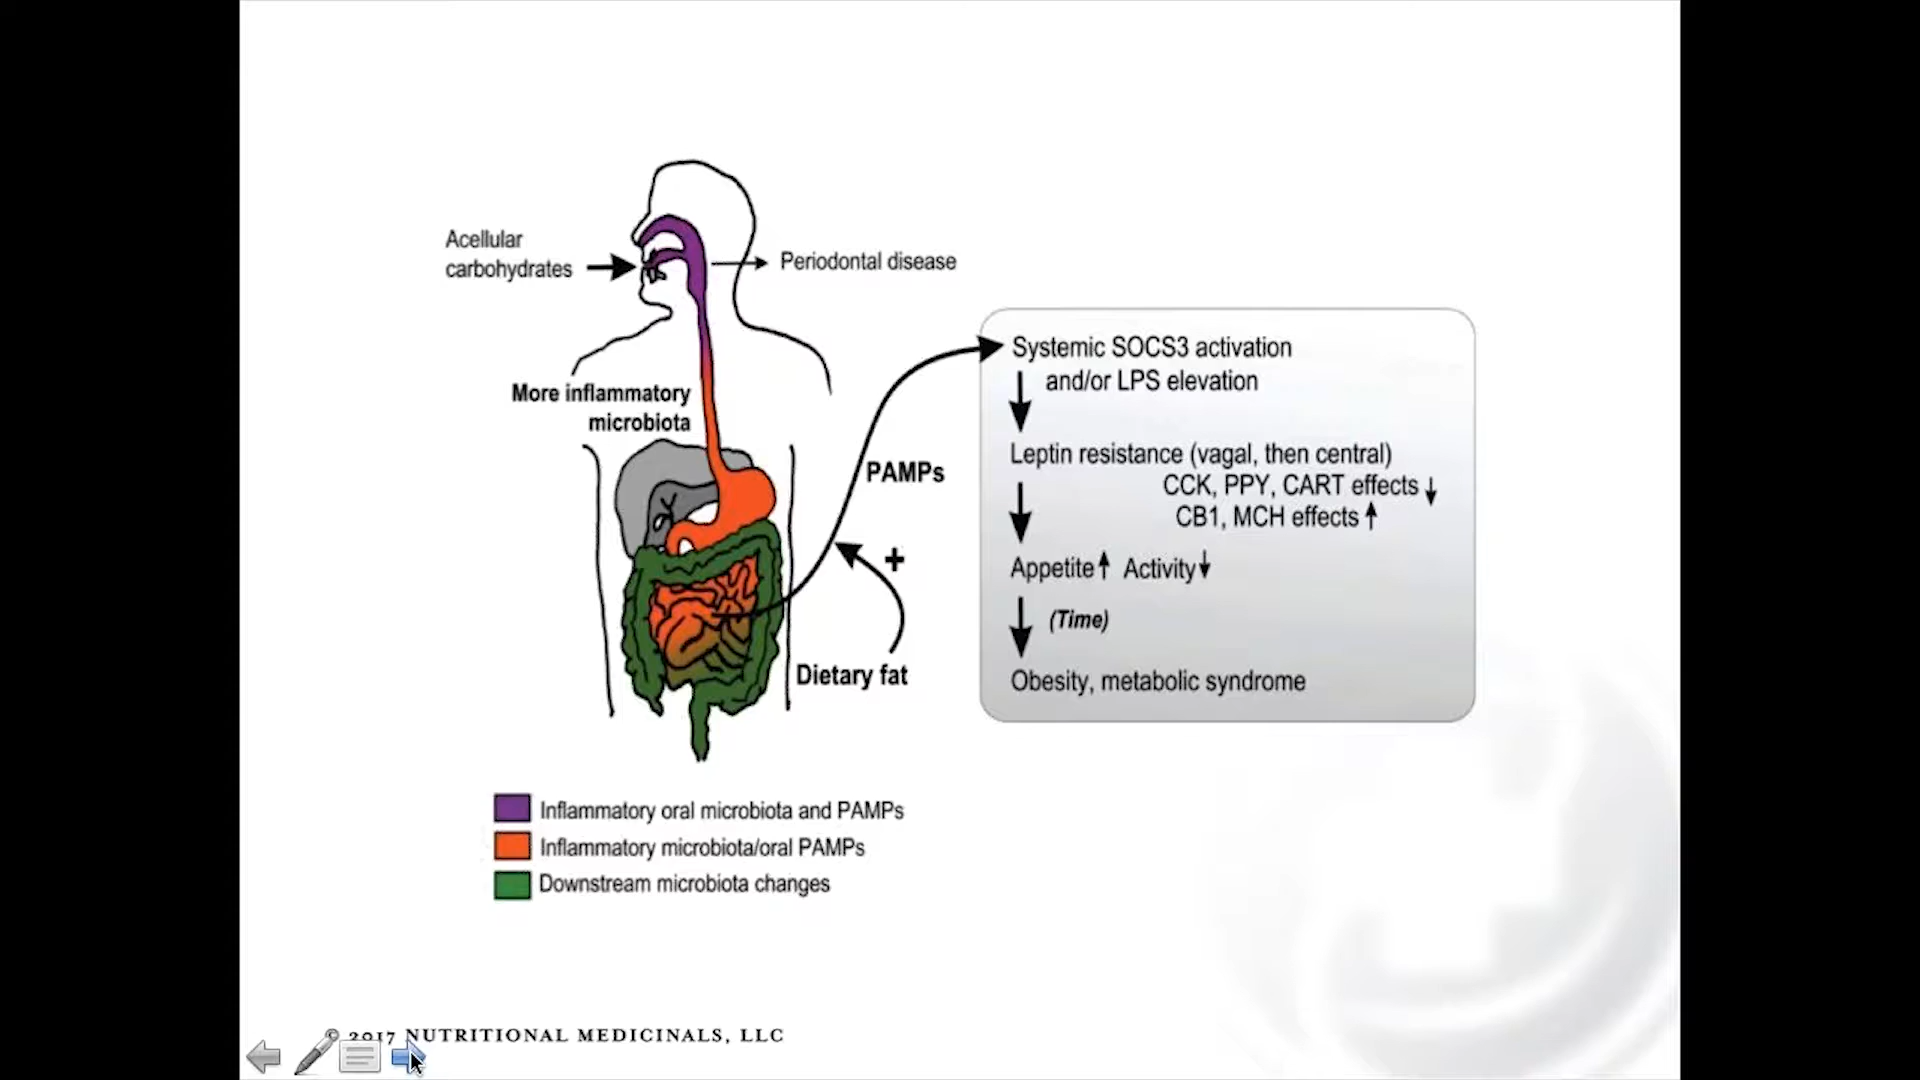 Acellular
carbohydrates
Periodontal disease
More inflammatory
microbiota
PAMPs
+
Dietary fat
Systemic SOCS3 activation
and/or LPS elevation
Leptin resistance (vagal, then central)
CCK, PPY, CART effects ↓
CB1, MCH effects ↑
Appetite ↑ Activity ↓
(Time)
Obesity, metabolic syndrome
Inflammatory oral microbiota and PAMPs
Inflammatory microbiota/oral PAMPs
Downstream microbiota changes
© 2017 NUTRITIONAL MEDICINALS, LLC